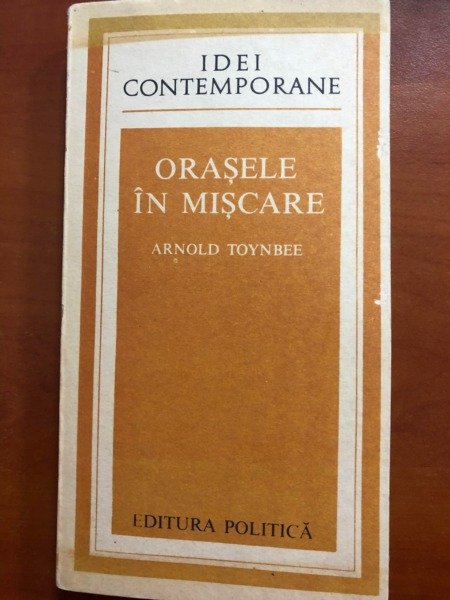 IDEI
CONTEMPORANE
ORAȘELE
ÎN MIȘCARE
ARNOLD TOYNBEE
EDITURA POLITICĂ